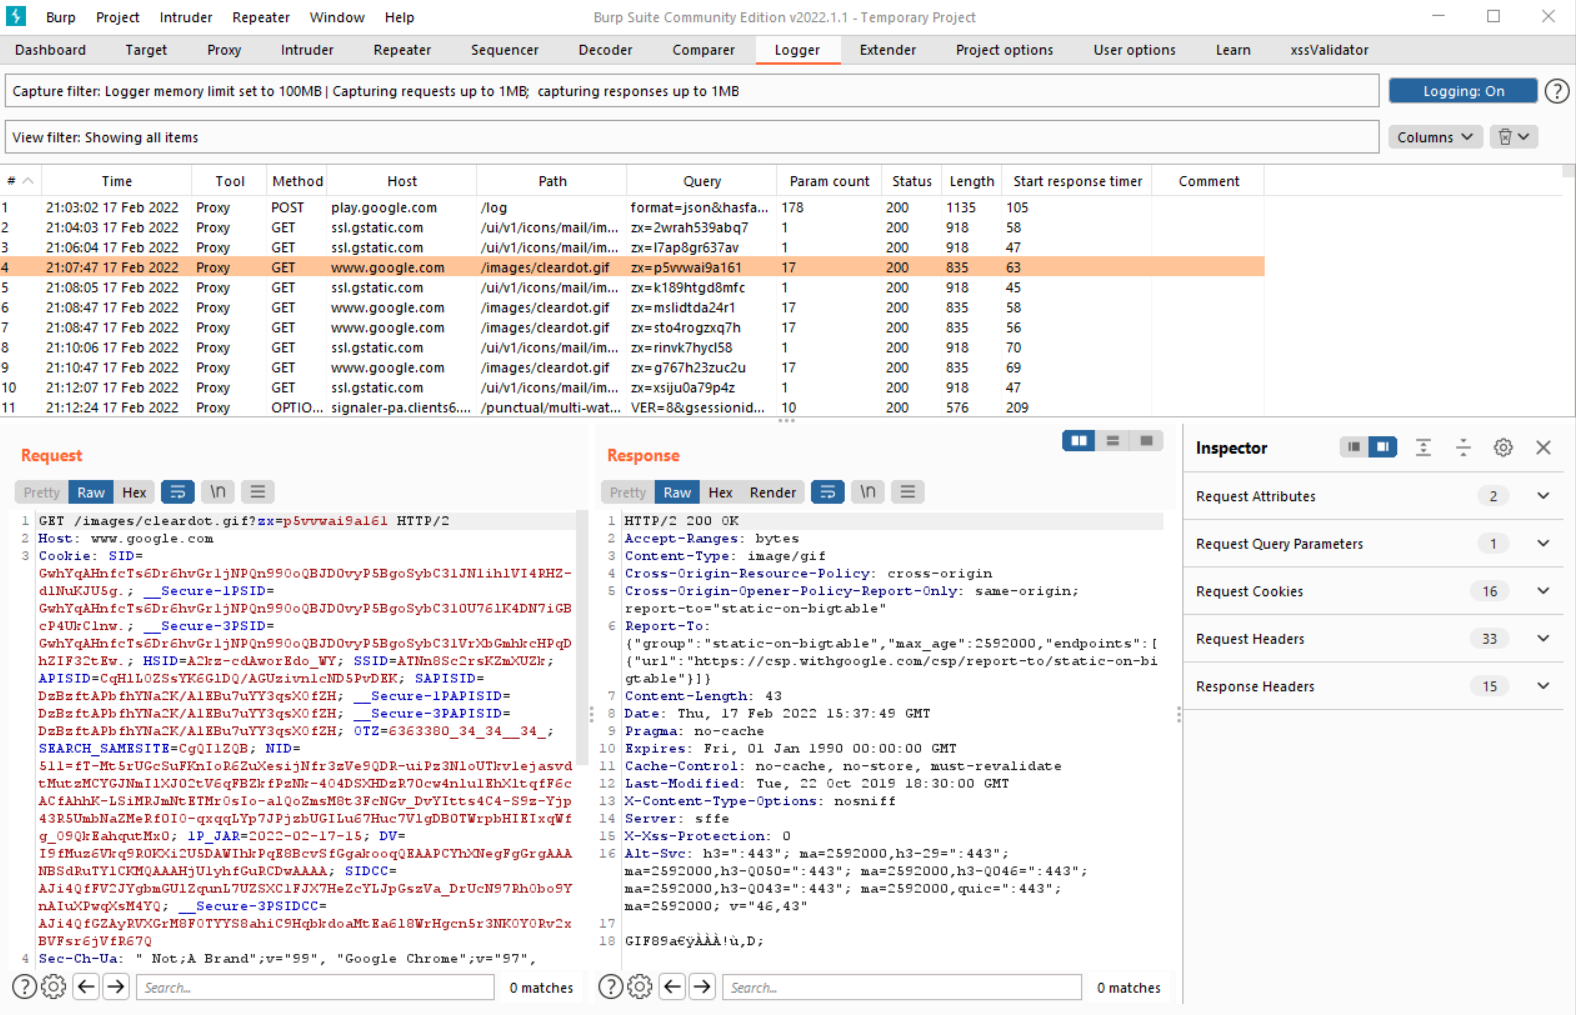 Burp Project Intruder Repeater Window Help Burp Suite Community Edition v2022.1.1 - Temporary Project
Dashboard Target Proxy Intruder Repeater Sequencer Decoder Comparer Logger Extender Project options User options Learn xssValidator
Capture filter: Logger memory limit set to 100MB | Capturing requests up to 1MB; capturing responses up to 1MB Logging: On ?
View filter: Showing all items Columns
# Time Tool Method Host Path Query Param count Status Length Start response timer Comment
1 21:03:02 17 Feb 2022 Proxy POST play.google.com /log format=json&hasfa... 178 200 1135 105
2 21:04:03 17 Feb 2022 Proxy GET ssl.gstatic.com /ui/v1/icons/mail/im... zx=2wrah539abq7 1 200 918 58
3 21:06:04 17 Feb 2022 Proxy GET ssl.gstatic.com /ui/v1/icons/mail/im... zx=l7ap8gr637av 1 200 918 47
4 21:07:47 17 Feb 2022 Proxy GET www.google.com /images/cleardot.gif zx=p5vvwai9a161 17 200 835 63
5 21:08:05 17 Feb 2022 Proxy GET ssl.gstatic.com /ui/v1/icons/mail/im... zx=k189htgd8mfc 1 200 918 45
6 21:08:47 17 Feb 2022 Proxy GET www.google.com /images/cleardot.gif zx=mslidtda24r1 17 200 835 58
7 21:08:47 17 Feb 2022 Proxy GET www.google.com /images/cleardot.gif zx=sto4rogzxq7h 17 200 835 56
8 21:10:06 17 Feb 2022 Proxy GET ssl.gstatic.com /ui/v1/icons/mail/im... zx=rinvk7hycl58 1 200 918 70
9 21:10:47 17 Feb 2022 Proxy GET www.google.com /images/cleardot.gif zx=g767h23zuc2u 17 200 835 69
10 21:12:07 17 Feb 2022 Proxy GET ssl.gstatic.com /ui/v1/icons/mail/im... zx=xsiju0a79p4z 1 200 918 47
11 21:12:24 17 Feb 2022 Proxy OPTIO... signaler-pa.clients6.... /punctual/multi-wat... VER=8&gsessionid... 10 200 576 209
Request
Pretty Raw Hex \n
1 GET /images/cleardot.gif?zx=p5vvwai9a161 HTTP/2
2 Host: www.google.com
3 Cookie: SID=
__Secure-1PSID=
__Secure-3PSID=
HSID=A2kz-cdAworEdo_WY; SSID=ATNn8Sc2rsKZmXUZk;
SAPISID=
__Secure-1PAPISID=
__Secure-3PAPISID=
OTZ=6363380_34_34__34_;
SEARCH_SAMESITE=CgQI1ZQB; NID=
1P_JAR=2022-02-17-15; DV=
SIDCC=
__Secure-3PSIDCC=
4 Sec-Ch-Ua: " Not;A Brand";v="99", "Google Chrome";v="97",
? Search... 0 matches
Response
Pretty Raw Hex Render \n
1 HTTP/2 200 OK
2 Accept-Ranges: bytes
3 Content-Type: image/gif
4 Cross-Origin-Resource-Policy: cross-origin
5 Cross-Origin-Opener-Policy-Report-Only: same-origin;
report-to="static-on-bigtable"
6 Report-To:
{"group":"static-on-bigtable","max_age":2592000,"endpoints":[
{"url":"https://csp.withgoogle.com/csp/report-to/static-on-bi
gtable"}]}
7 Content-Length: 43
8 Date: Thu, 17 Feb 2022 15:37:49 GMT
9 Pragma: no-cache
10 Expires: Fri, 01 Jan 1990 00:00:00 GMT
11 Cache-Control: no-cache, no-store, must-revalidate
12 Last-Modified: Tue, 22 Oct 2019 18:30:00 GMT
13 X-Content-Type-Options: nosniff
14 Server: sffe
15 X-Xss-Protection: 0
16 Alt-Svc: h3=":443"; ma=2592000,h3-29=":443";
ma=2592000,h3-Q050=":443"; ma=2592000,h3-Q046=":443";
ma=2592000,h3-Q043=":443"; ma=2592000,quic=":443";
ma=2592000; v="46,43"
17
18 GIF89a€ÿÀÀÀ!ù,D;
? Search... 0 matches
Inspector
Request Attributes 2
Request Query Parameters 1
Request Cookies 16
Request Headers 33
Response Headers 15